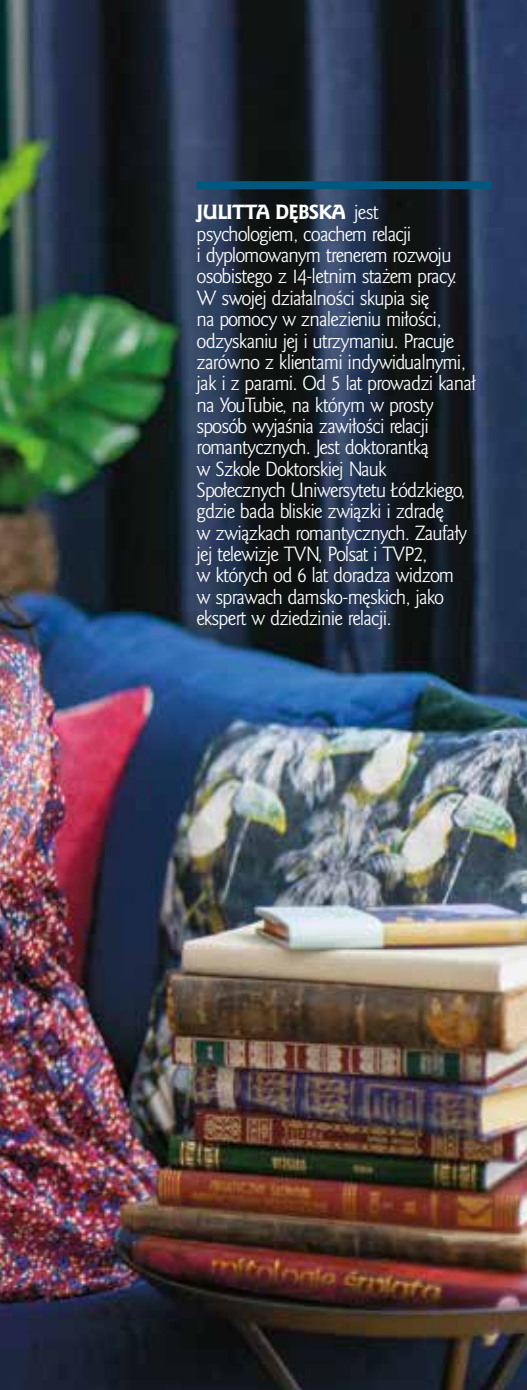 JULITTA DĘBSKA jest
psychologiem, coachem relacji
i dyplomowanym trenerem rozwoju
osobistego z 14-letnim stażem pracy.
W swojej działalności skupia się
na pomocy w znalezieniu miłości,
odzyskaniu jej i utrzymaniu. Pracuje
zarówno z klientami indywidualnymi,
jak i z parami. Od 5 lat prowadzi kanał
na YouTubie, na którym w prosty
sposób wyjaśnia zawiłości relacji
romantycznych. Jest doktorantką
w Szkole Doktorskiej Nauk
Społecznych Uniwersytetu Łódzkiego,
gdzie bada bliskie związki i zdradę
w związkach romantycznych. Zaufały
jej telewizje TVN, Polsat i TVP2,
w których od 6 lat doradza widzom
w sprawach damsko-męskich, jako
ekspert w dziedzinie relacji.
mitologie świata